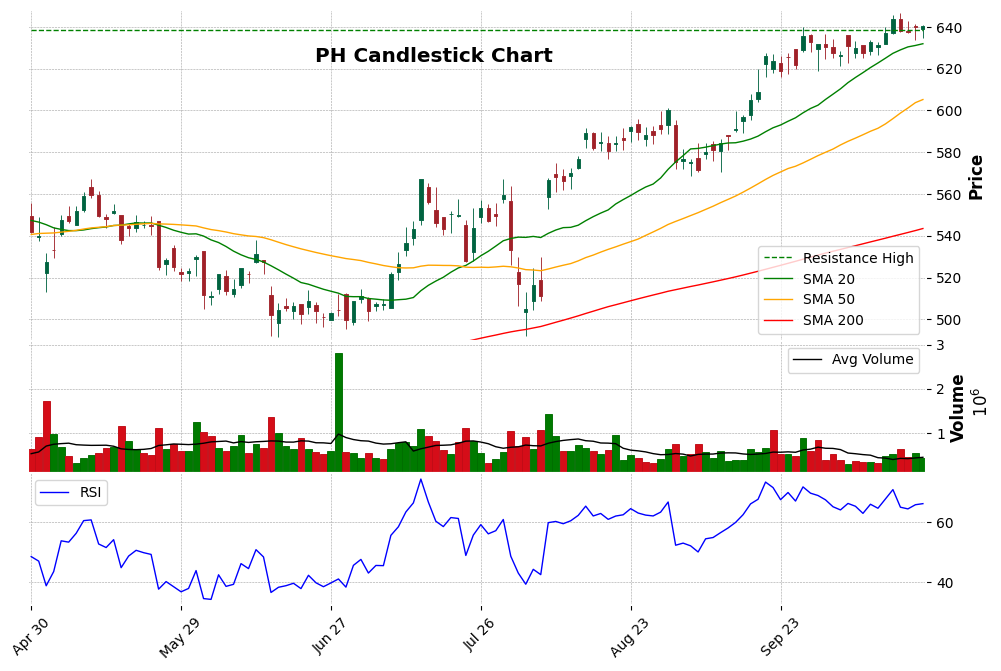 PH Candlestick Chart
640
620
600
580
560
540
520
500
Price
Resistance High
SMA 20
SMA 50
SMA 200
3
2
1
Volume
10^6
Avg Volume
RSI
60
40
Apr 30
May 29
Jun 27
Jul 26
Aug 23
Sep 23